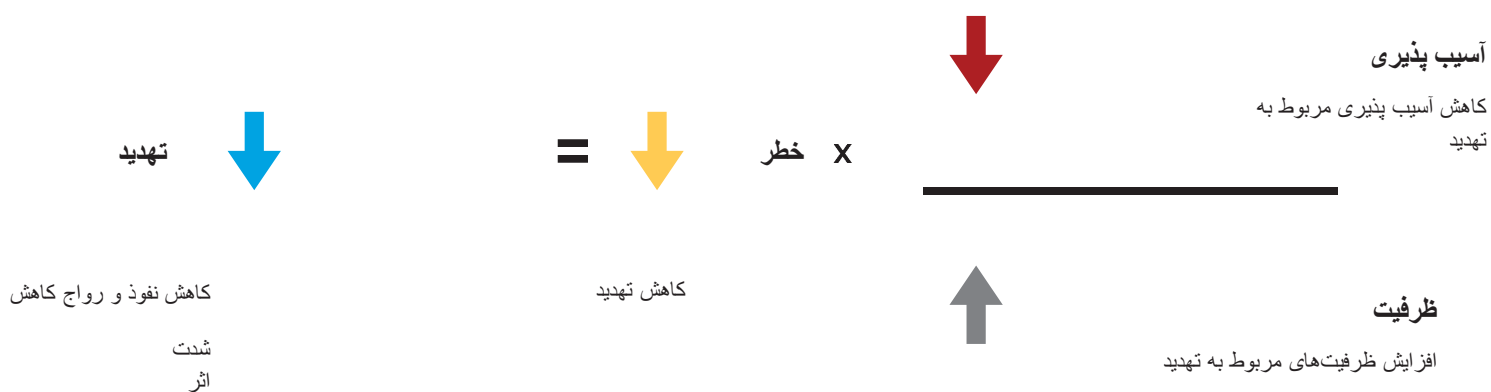 آسیب پذیری
کاهش آسیب پذیری مربوط به
تهدید
تهدید = خطر x
کاهش نفوذ و رواج کاهش
شدت
اثر
کاهش تهدید
ظرفیت
افزایش ظرفیت‌های مربوط به تهدید